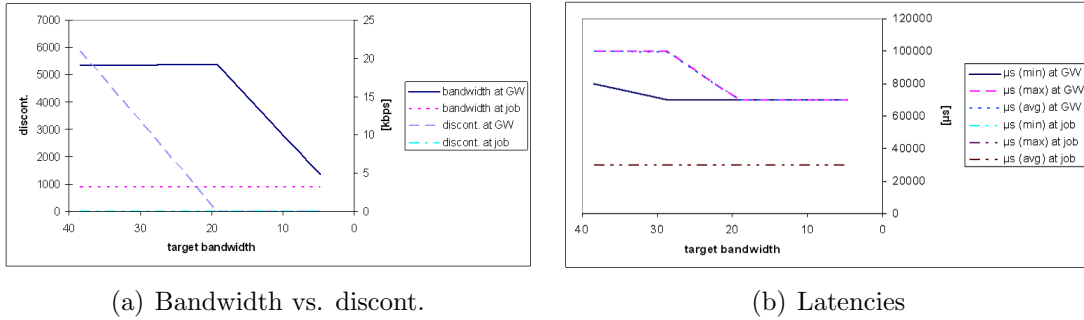 7000
6000
5000
4000
3000
2000
1000
0
discont.
25
20
15
10
5
0
[kbps]
40 30 20 10 0
target bandwidth
bandwidth at GW
bandwidth at job
discont. at GW
discont. at job
120000
100000
80000
60000
40000
20000
0
[µs]
40 30 20 10 0
target bandwidth
µs (min) at GW
µs (max) at GW
µs (avg) at GW
µs (min) at job
µs (max) at job
µs (avg) at job
(a) Bandwidth vs. discont.
(b) Latencies